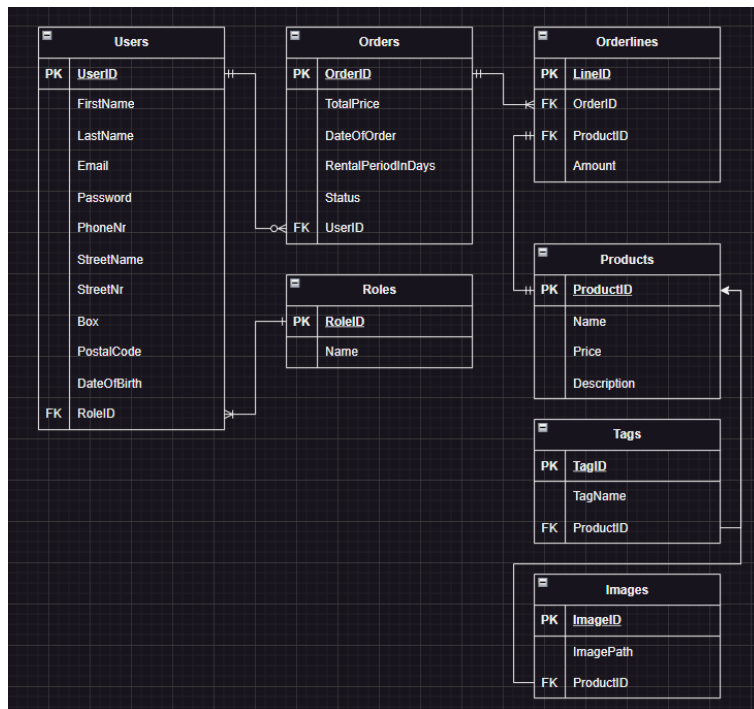 Users
PK UserID
FirstName
LastName
Email
Password
PhoneNr
StreetName
StreetNr
Box
PostalCode
DateOfBirth
FK RoleID
Orders
PK OrderID
TotalPrice
DateOfOrder
RentalPeriodInDays
Status
FK UserID
Roles
PK RoleID
Name
Orderlines
PK LineID
FK OrderID
FK ProductID
Amount
Products
PK ProductID
Name
Price
Description
Tags
PK TagID
TagName
FK ProductID
Images
PK ImageID
ImagePath
FK ProductID